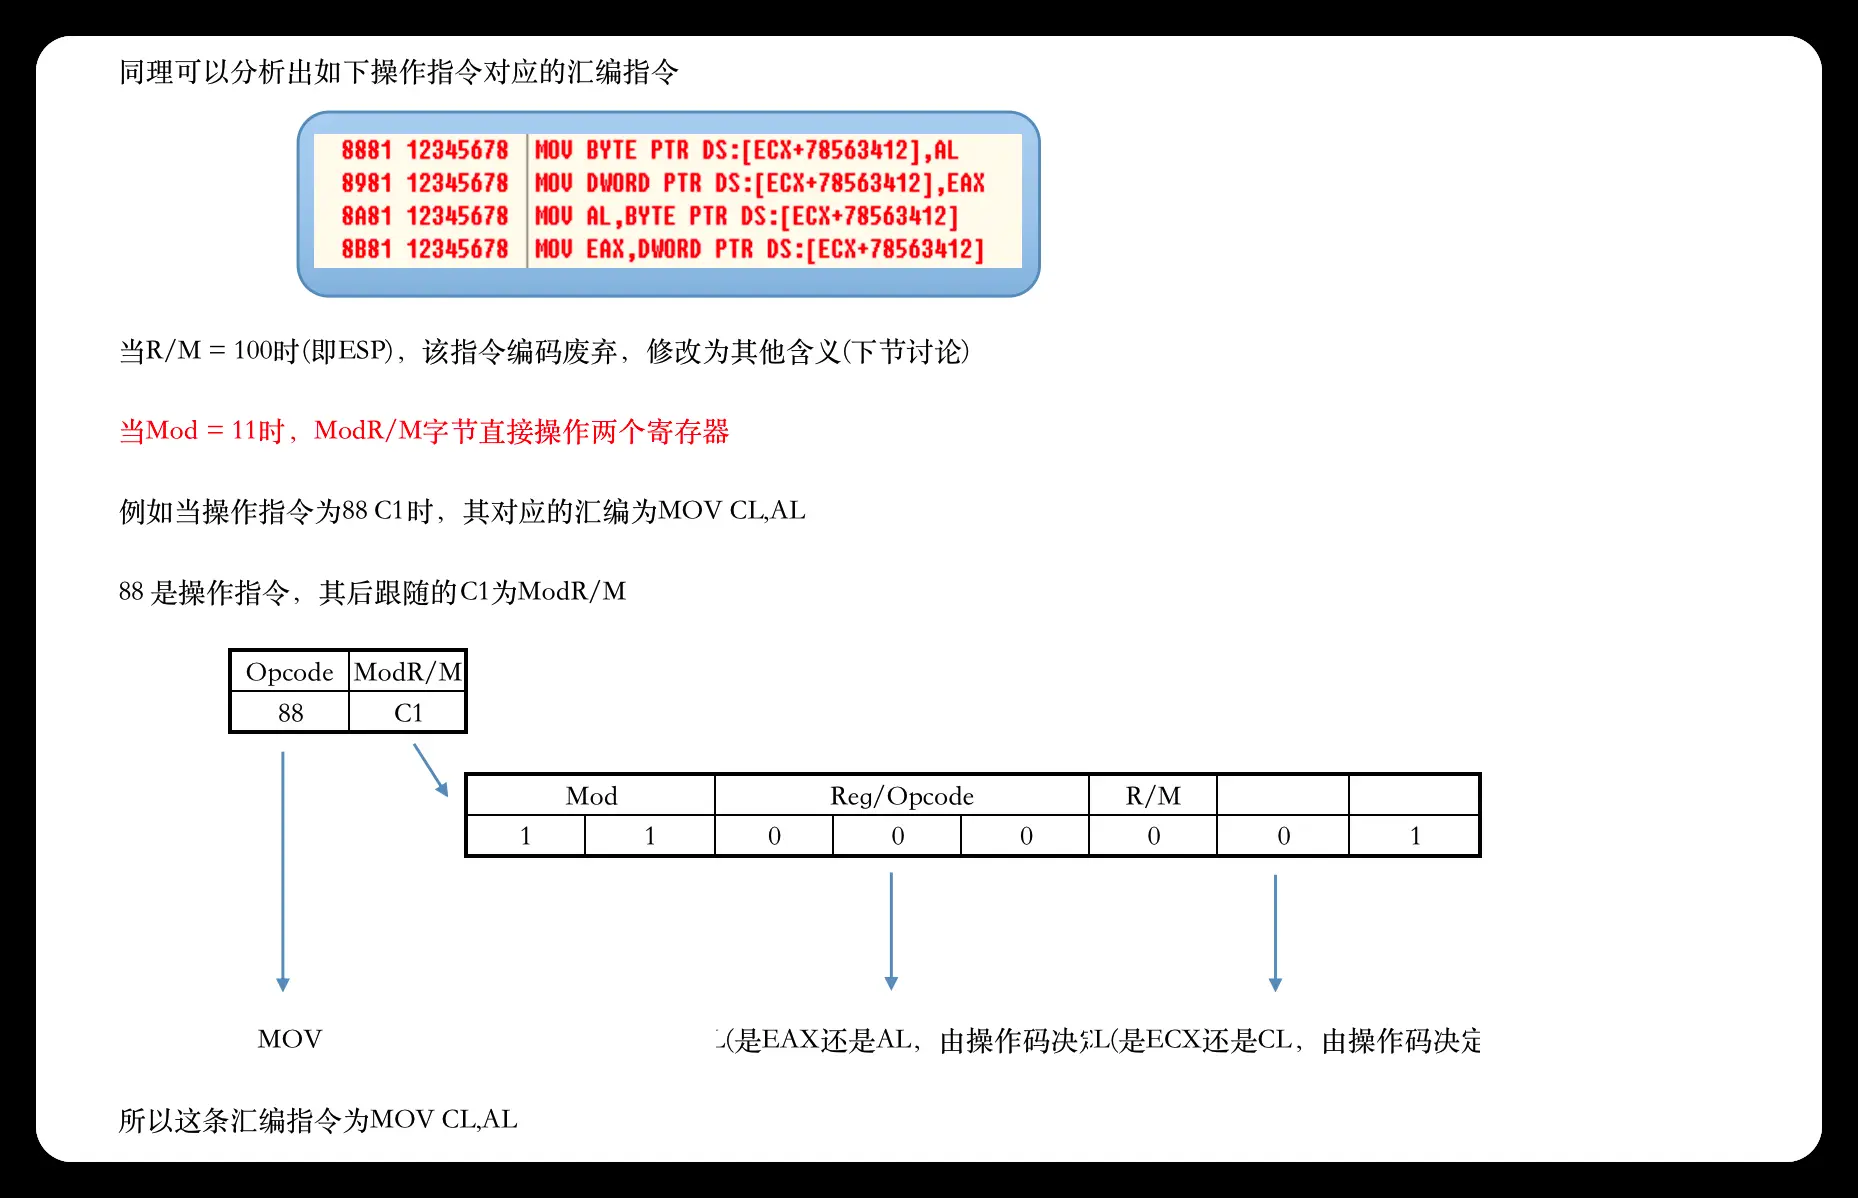 同理可以分析出如下操作指令对应的汇编指令
8881 12345678 MOV BYTE PTR DS:[ECX+78563412],AL
8981 12345678 MOV DWORD PTR DS:[ECX+78563412],EAX
8A81 12345678 MOV AL,BYTE PTR DS:[ECX+78563412]
8B81 12345678 MOV EAX,DWORD PTR DS:[ECX+78563412]
当R/M = 100时(即ESP)，该指令编码废弃，修改为其他含义(下节讨论)
当Mod = 11时，ModR/M字节直接操作两个寄存器
例如当操作指令为88 C1时，其对应的汇编为MOV CL,AL
88 是操作指令，其后跟随的C1为ModR/M
Opcode ModR/M
88 C1
Mod Reg/Opcode R/M
1 1 0 0 0 0 0 1
MOV L(是EAX还是AL，由操作码决定 CL(是ECX还是CL，由操作码决定
所以这条汇编指令为MOV CL,AL